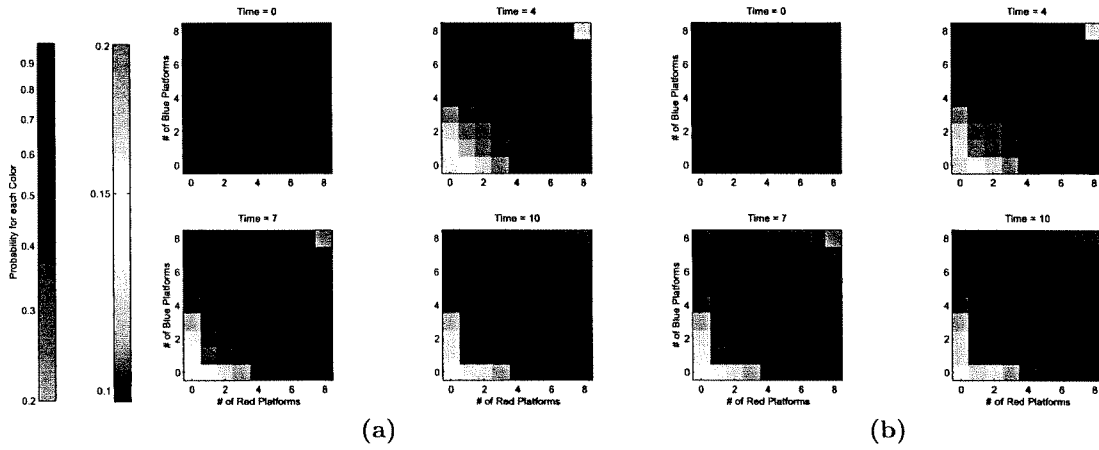 Probability for each Color
0.9
0.8
0.7
0.6
0.5
0.4
0.3
0.2
0.2
0.15
0.1
Time = 0
# of Blue Platforms
8
6
4
2
0
0 2 4 6 8
Time = 4
8
6
4
2
0
0 2 4 6 8
Time = 7
# of Blue Platforms
8
6
4
2
0
0 2 4 6 8
# of Red Platforms
Time = 10
8
6
4
2
0
0 2 4 6 8
# of Red Platforms
(a)
Time = 0
# of Blue Platforms
8
6
4
2
0
0 2 4 6 8
Time = 4
8
6
4
2
0
0 2 4 6 8
Time = 7
# of Blue Platforms
8
6
4
2
0
0 2 4 6 8
# of Red Platforms
Time = 10
8
6
4
2
0
0 2 4 6 8
# of Red Platforms
(b)